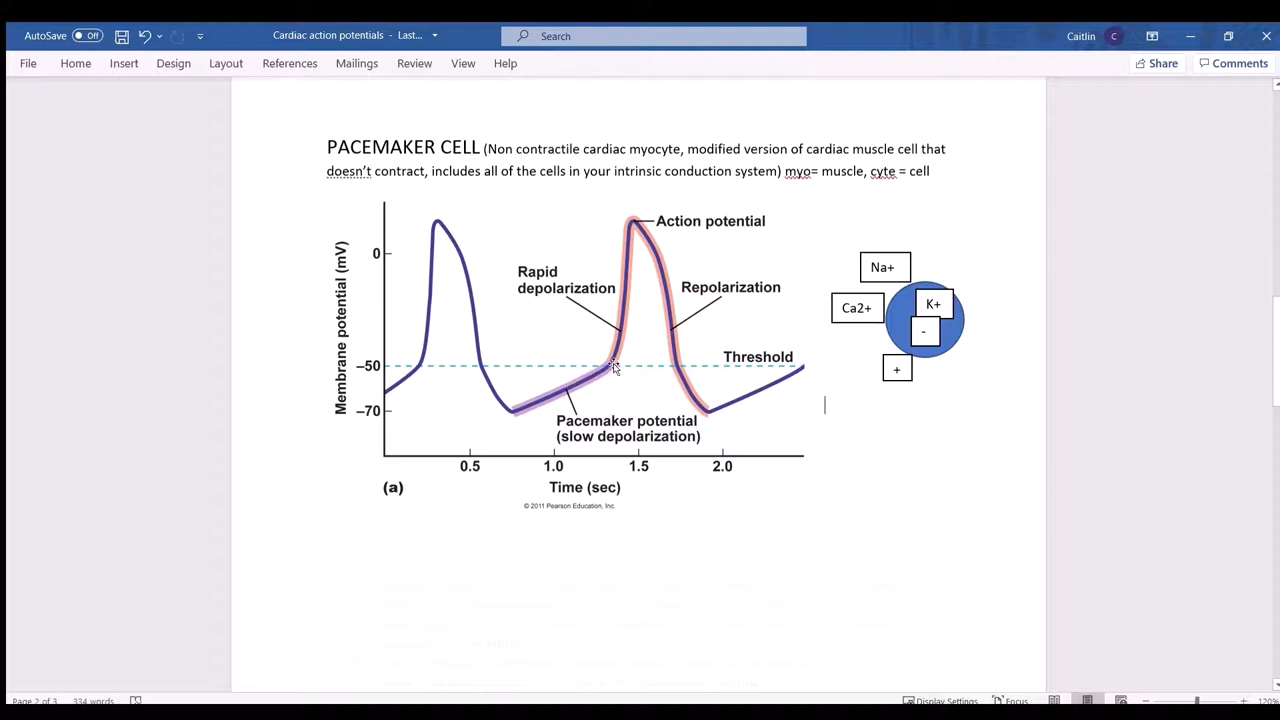 AutoSave Off Cardiac action potentials - Last... Search Caitlin C
File Home Insert Design Layout References Mailings Review View Help Share Comments
PACEMAKER CELL (Non contractile cardiac myocyte, modified version of cardiac muscle cell that
doesn't contract, includes all of the cells in your intrinsic conduction system) myo= muscle, cyte = cell
Action potential
Membrane potential (mV)
0
Rapid
depolarization
Repolarization
Na+
Ca2+
K+
-
+
Threshold
–50
–70
Pacemaker potential
(slow depolarization)
0.5 1.0 1.5 2.0
(a) Time (sec)
© 2011 Pearson Education, Inc.
Page 2 of 3 334 words Display Settings Focus 120%